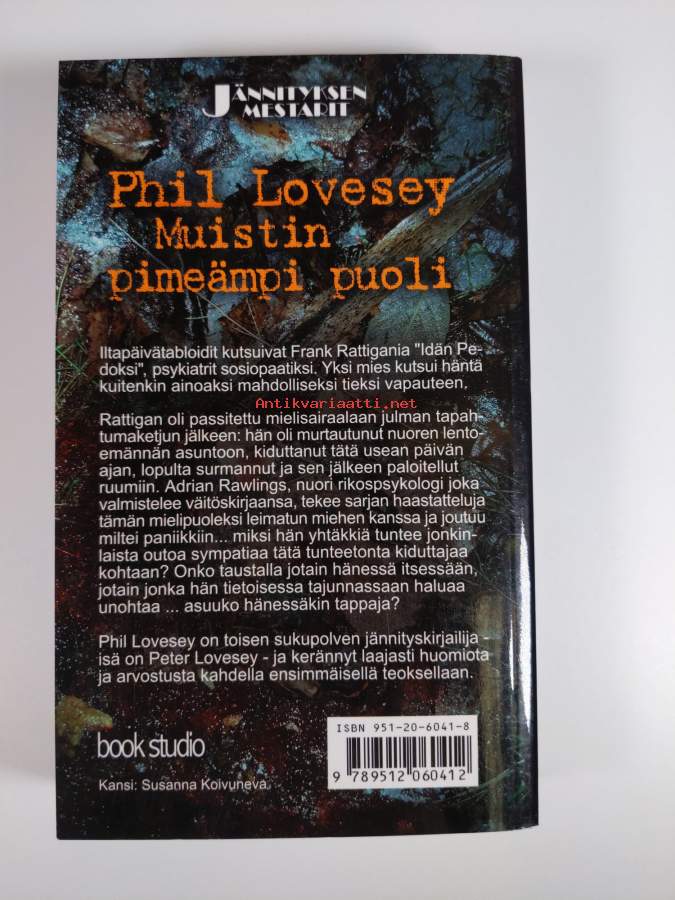 JÄNNITYKSEN
MESTARIT
Phil Lovesey
Muistin
pimeämpi puoli
Iltapäivätabloidit kutsuivat Frank Rattigania "Idän Pe-
doksi", psykiatrit sosiopaatiksi. Yksi mies kutsui häntä
kuitenkin ainoaksi mahdolliseksi tieksi vapauteen.
Antikvariaatti.net
Rattigan oli passitettu mielisairaalaan julman tapah-
tumaketjun jälkeen: hän oli murtautunut nuoren lento-
emännän asuntoon, kiduttanut tätä usean päivän
ajan, lopulta surmannut ja sen jälkeen paloitellut
ruumiin. Adrian Rawlings, nuori rikospsykologi joka
valmistelee väitöskirjaansa, tekee sarjan haastatteluja
tämän mielipuoleksi leimatun miehen kanssa ja joutuu
miltei paniikkiin... miksi hän yhtäkkiä tuntee jonkin-
laista outoa sympatiaa tätä tunteetonta kiduttajaa
kohtaan? Onko taustalla jotain hänessä itsessään,
jotain jonka hän tietoisessa tajunnassaan haluaa
unohtaa ... asuuko hänessäkin tappaja?
Phil Lovesey on toisen sukupolven jännityskirjailija -
isä on Peter Lovesey - ja kerännyt laajasti huomiota
ja arvostusta kahdella ensimmäisellä teoksellaan.
ISBN 951-20-6041-8
book studio
9 789512 060412
Kansi: Susanna Koivuneva